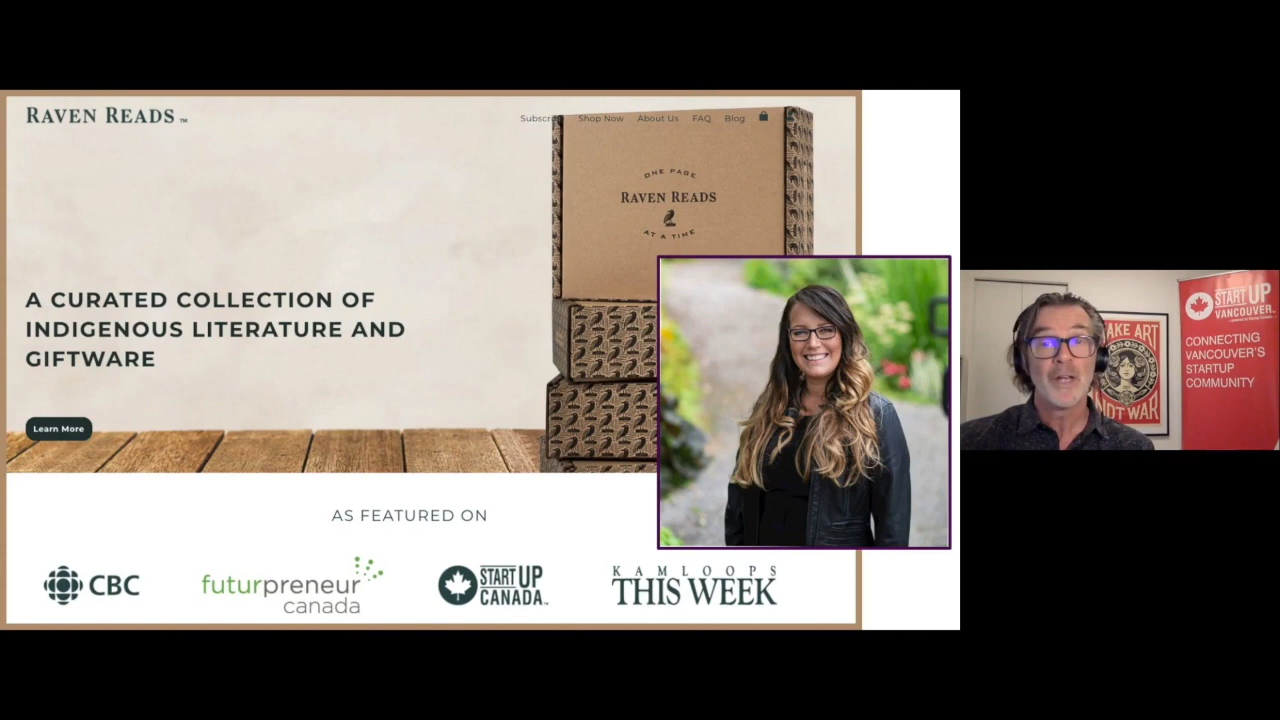 RAVEN READS ™
Subscr
Shop Now
About Us
FAQ
Blog
ONE PAGE
RAVEN READS
AT A TIME
A CURATED COLLECTION OF
INDIGENOUS LITERATURE AND
GIFTWARE
Learn More
AS FEATURED ON
CBC
futurpreneur
canada
START UP
CANADA™
KAMLOOPS
THIS WEEK
MAKE ART
NOT WAR
START UP
VANCOUVER
CONNECTING
VANCOUVER'S
STARTUP
COMMUNITY